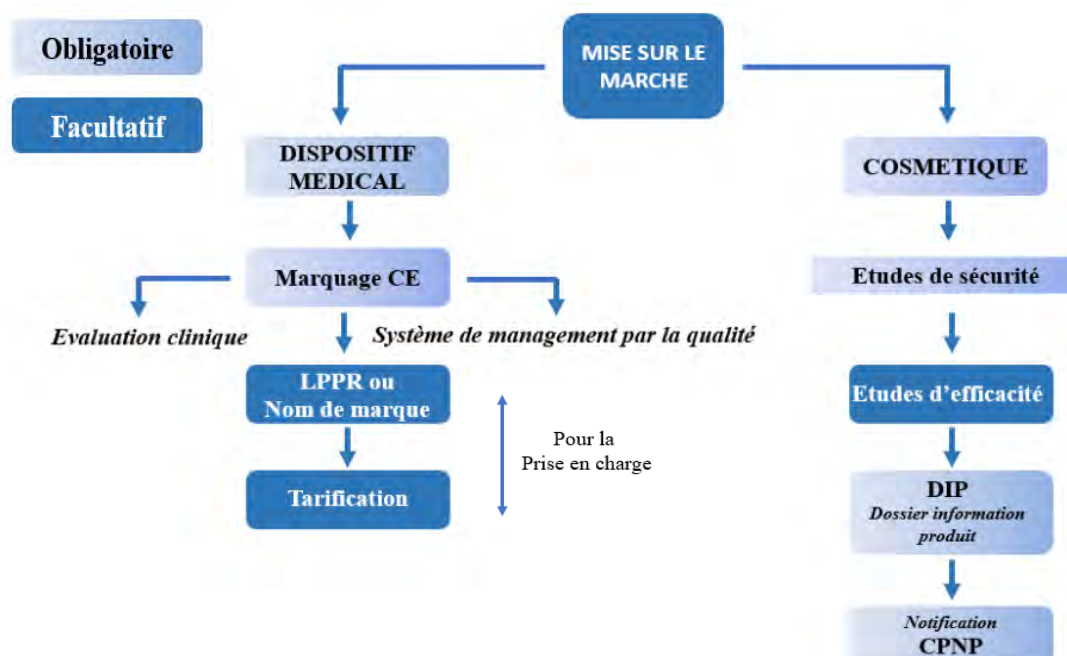 Obligatoire
Facultatif
MISE SUR LE
MARCHE
DISPOSITIF
MEDICAL
COSMETIQUE
Marquage CE
Etudes de sécurité
Evaluation clinique
Système de management par la qualité
LPPR ou
Nom de marque
Etudes d'efficacité
Pour la
Prise en charge
Tarification
DIP
Dossier information
produit
Notification
CPNP